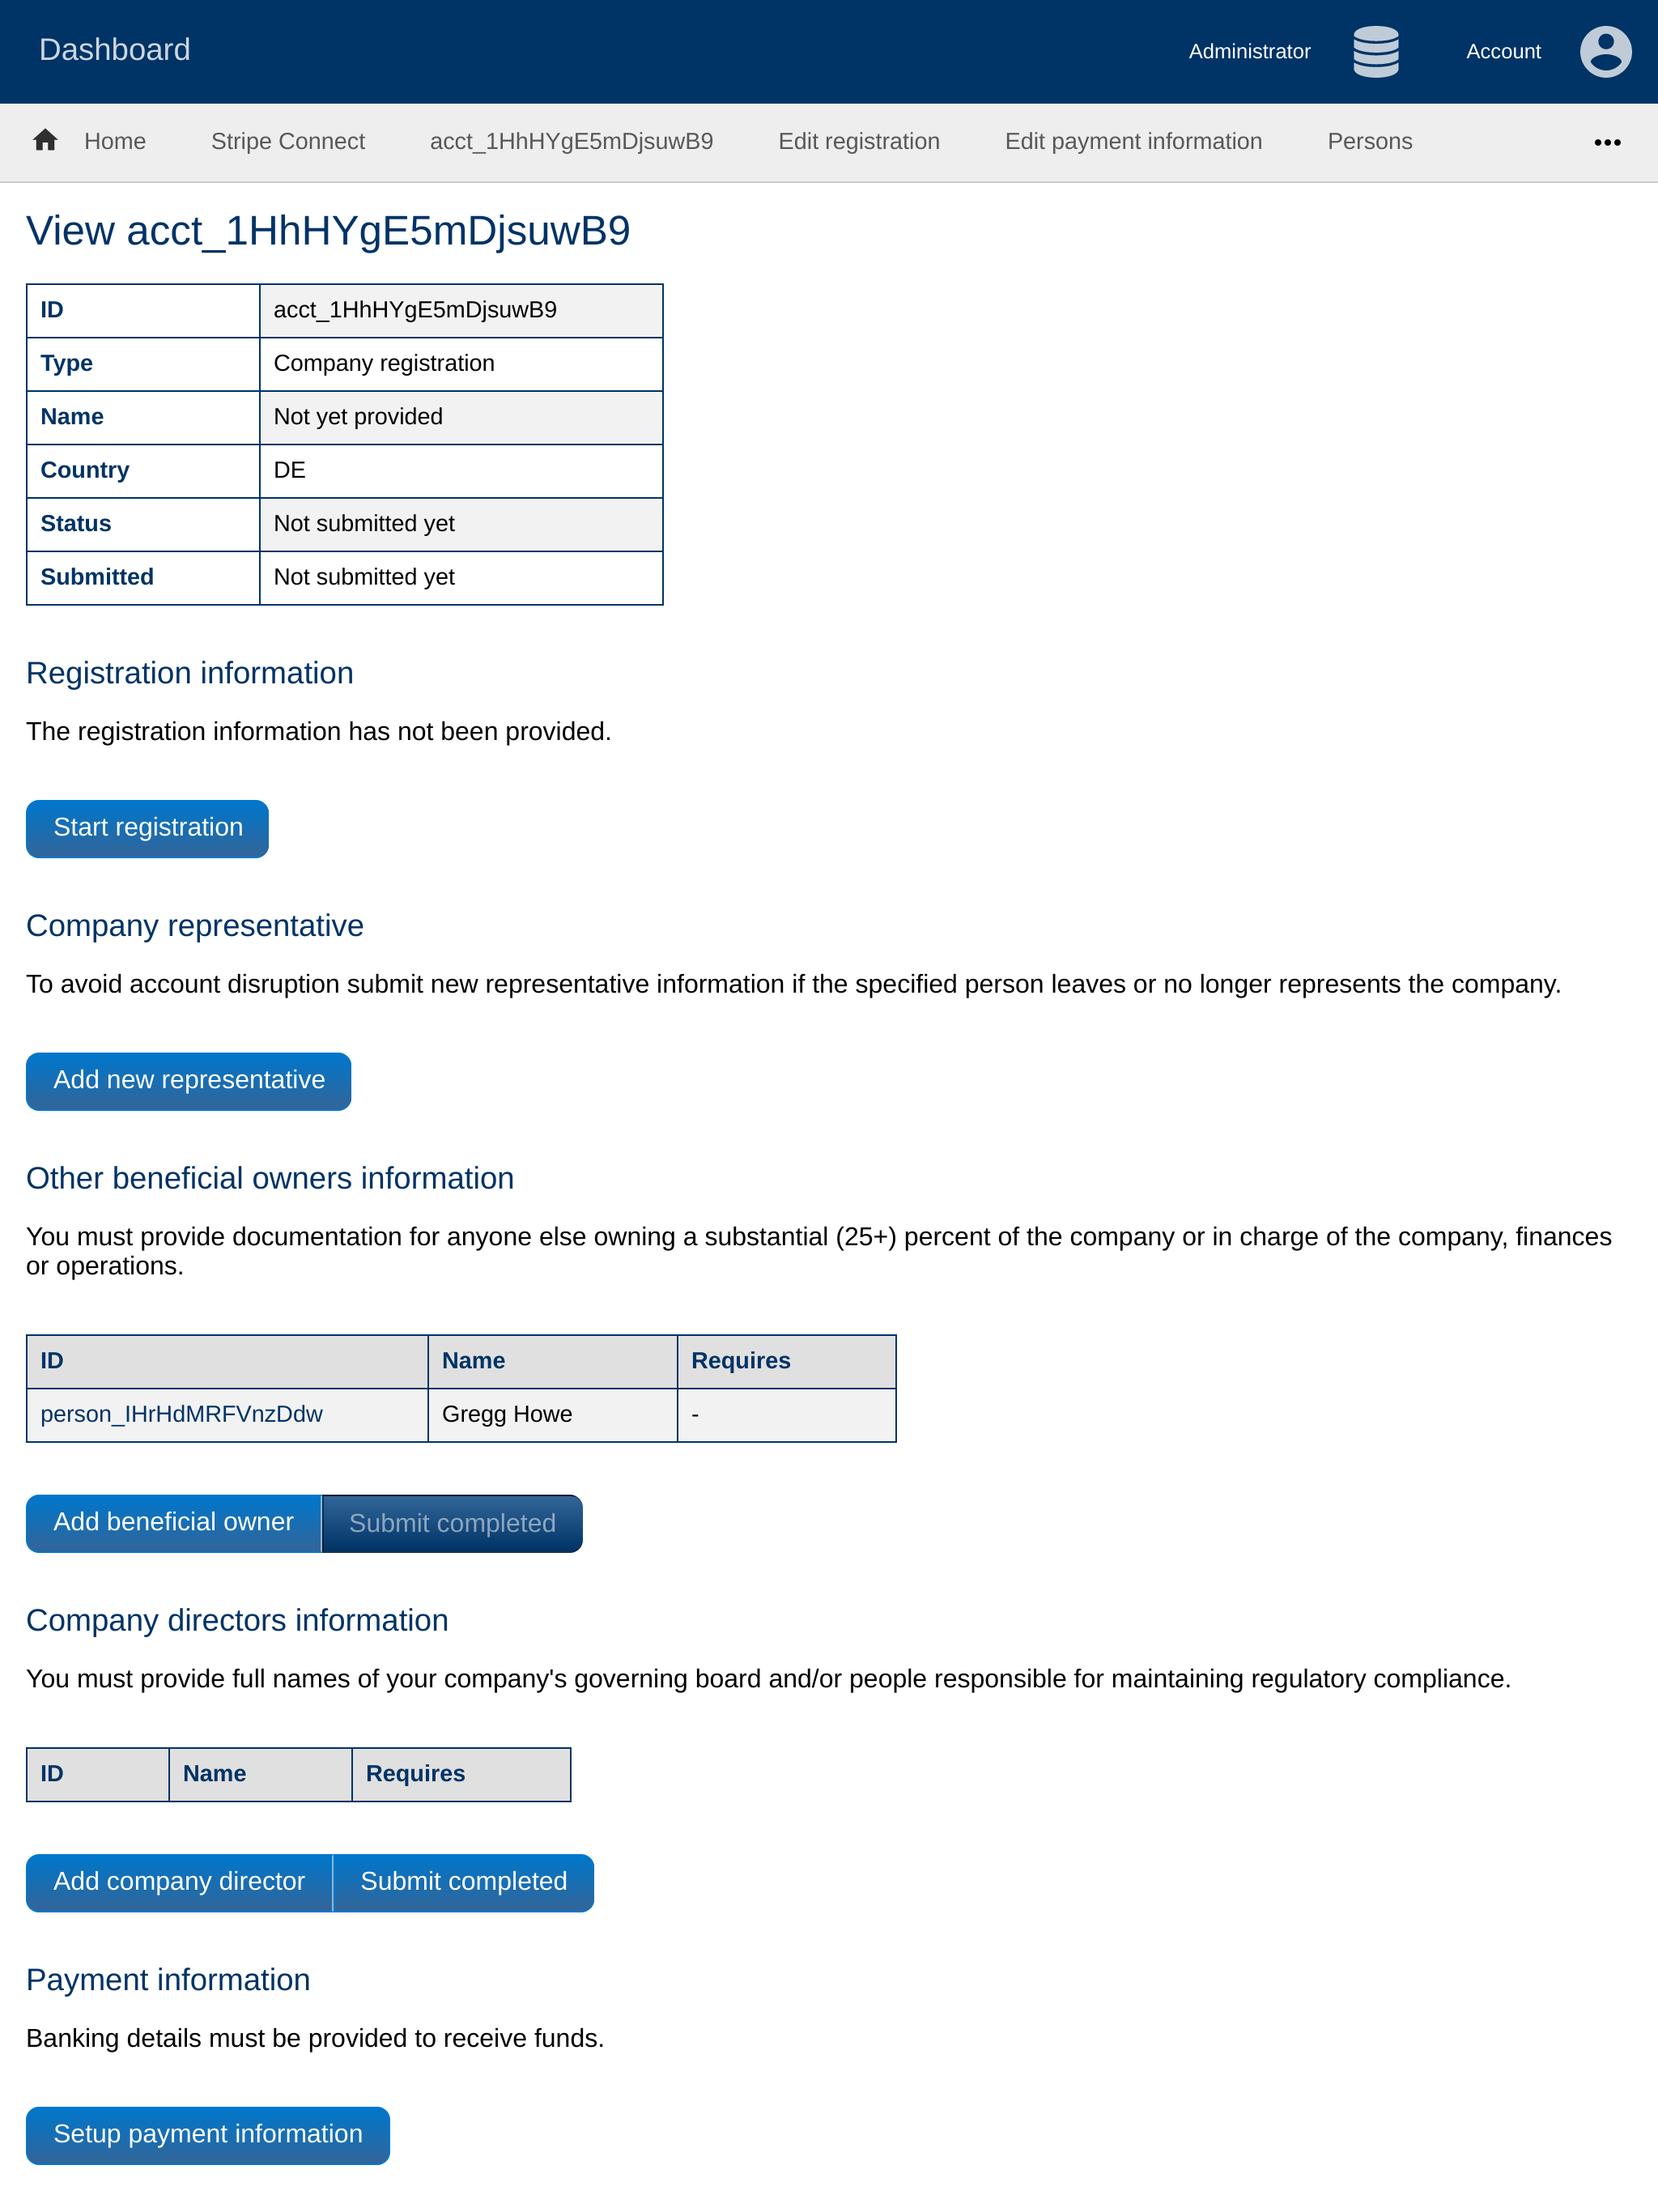 Dashboard
Administrator
Account
Home
Stripe Connect
acct_1HhHYgE5mDjsuwB9
Edit registration
Edit payment information
Persons
View acct_1HhHYgE5mDjsuwB9
ID acct_1HhHYgE5mDjsuwB9
Type Company registration
Name Not yet provided
Country DE
Status Not submitted yet
Submitted Not submitted yet
Registration information
The registration information has not been provided.
Start registration
Company representative
To avoid account disruption submit new representative information if the specified person leaves or no longer represents the company.
Add new representative
Other beneficial owners information
You must provide documentation for anyone else owning a substantial (25+) percent of the company or in charge of the company, finances
or operations.
ID Name Requires
person_IHrHdMRFVnzDdw Gregg Howe -
Add beneficial owner Submit completed
Company directors information
You must provide full names of your company's governing board and/or people responsible for maintaining regulatory compliance.
ID Name Requires
Add company director Submit completed
Payment information
Banking details must be provided to receive funds.
Setup payment information